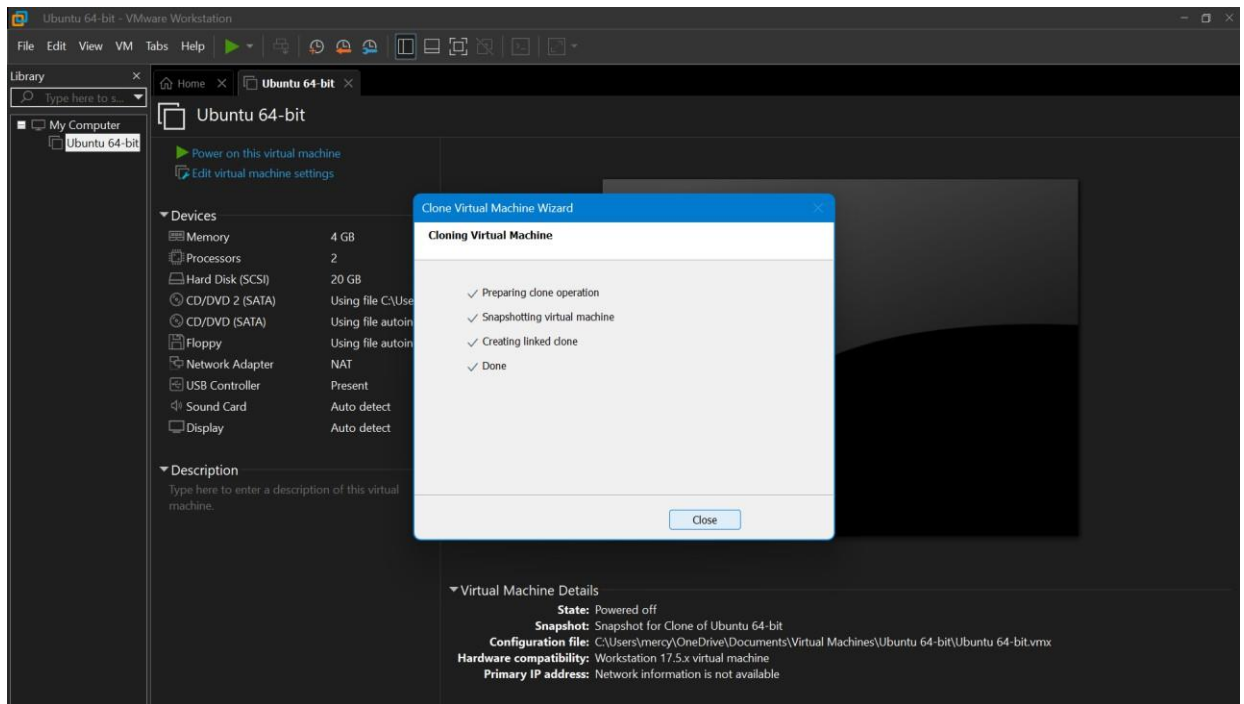 Ubuntu 64-bit - VMware Workstation
File Edit View VM Tabs Help
Library
Type here to s...
My Computer
Ubuntu 64-bit
Home
Ubuntu 64-bit
Ubuntu 64-bit
Power on this virtual machine
Edit virtual machine settings
Devices
Memory 4 GB
Processors 2
Hard Disk (SCSI) 20 GB
CD/DVD 2 (SATA) Using file C:\Use
CD/DVD (SATA) Using file autoin
Floppy Using file autoin
Network Adapter NAT
USB Controller Present
Sound Card Auto detect
Display Auto detect
Description
Type here to enter a description of this virtual
machine.
Clone Virtual Machine Wizard
Cloning Virtual Machine
Preparing clone operation
Snapshotting virtual machine
Creating linked clone
Done
Close
Virtual Machine Details
State: Powered off
Snapshot: Snapshot for Clone of Ubuntu 64-bit
Configuration file: C:\Users\mercy\OneDrive\Documents\Virtual Machines\Ubuntu 64-bit\Ubuntu 64-bit.vmx
Hardware compatibility: Workstation 17.5.x virtual machine
Primary IP address: Network information is not available